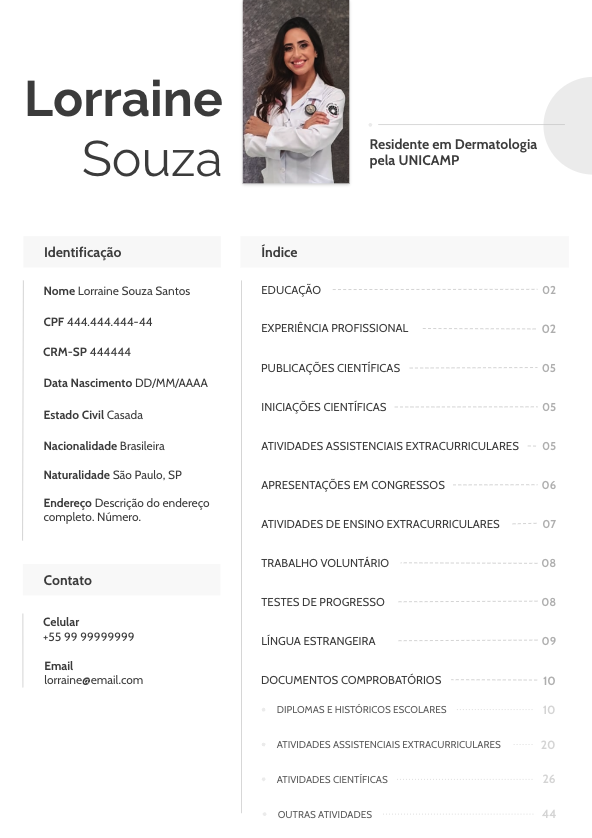 Lorraine
Souza
Residente em Dermatologia
pela UNICAMP
Identificação
Nome Lorraine Souza Santos
CPF 444.444.444-44
CRM-SP 444444
Data Nascimento DD/MM/AAAA
Estado Civil Casada
Nacionalidade Brasileira
Naturalidade São Paulo, SP
Endereço Descrição do endereço
completo. Número.
Contato
Celular
+55 99 99999999
Email
lorraine@email.com
Índice
EDUCAÇÃO 02
EXPERIÊNCIA PROFISSIONAL 02
PUBLICAÇÕES CIENTÍFICAS 05
INICIAÇÕES CIENTÍFICAS 05
ATIVIDADES ASSISTENCIAIS EXTRACURRICULARES 05
APRESENTAÇÕES EM CONGRESSOS 06
ATIVIDADES DE ENSINO EXTRACURRICULARES 07
TRABALHO VOLUNTÁRIO 08
TESTES DE PROGRESSO 08
LÍNGUA ESTRANGEIRA 09
DOCUMENTOS COMPROBATÓRIOS 10
DIPLOMAS E HISTÓRICOS ESCOLARES 10
ATIVIDADES ASSISTENCIAIS EXTRACURRICULARES 20
ATIVIDADES CIENTÍFICAS 26
OUTRAS ATIVIDADES 44